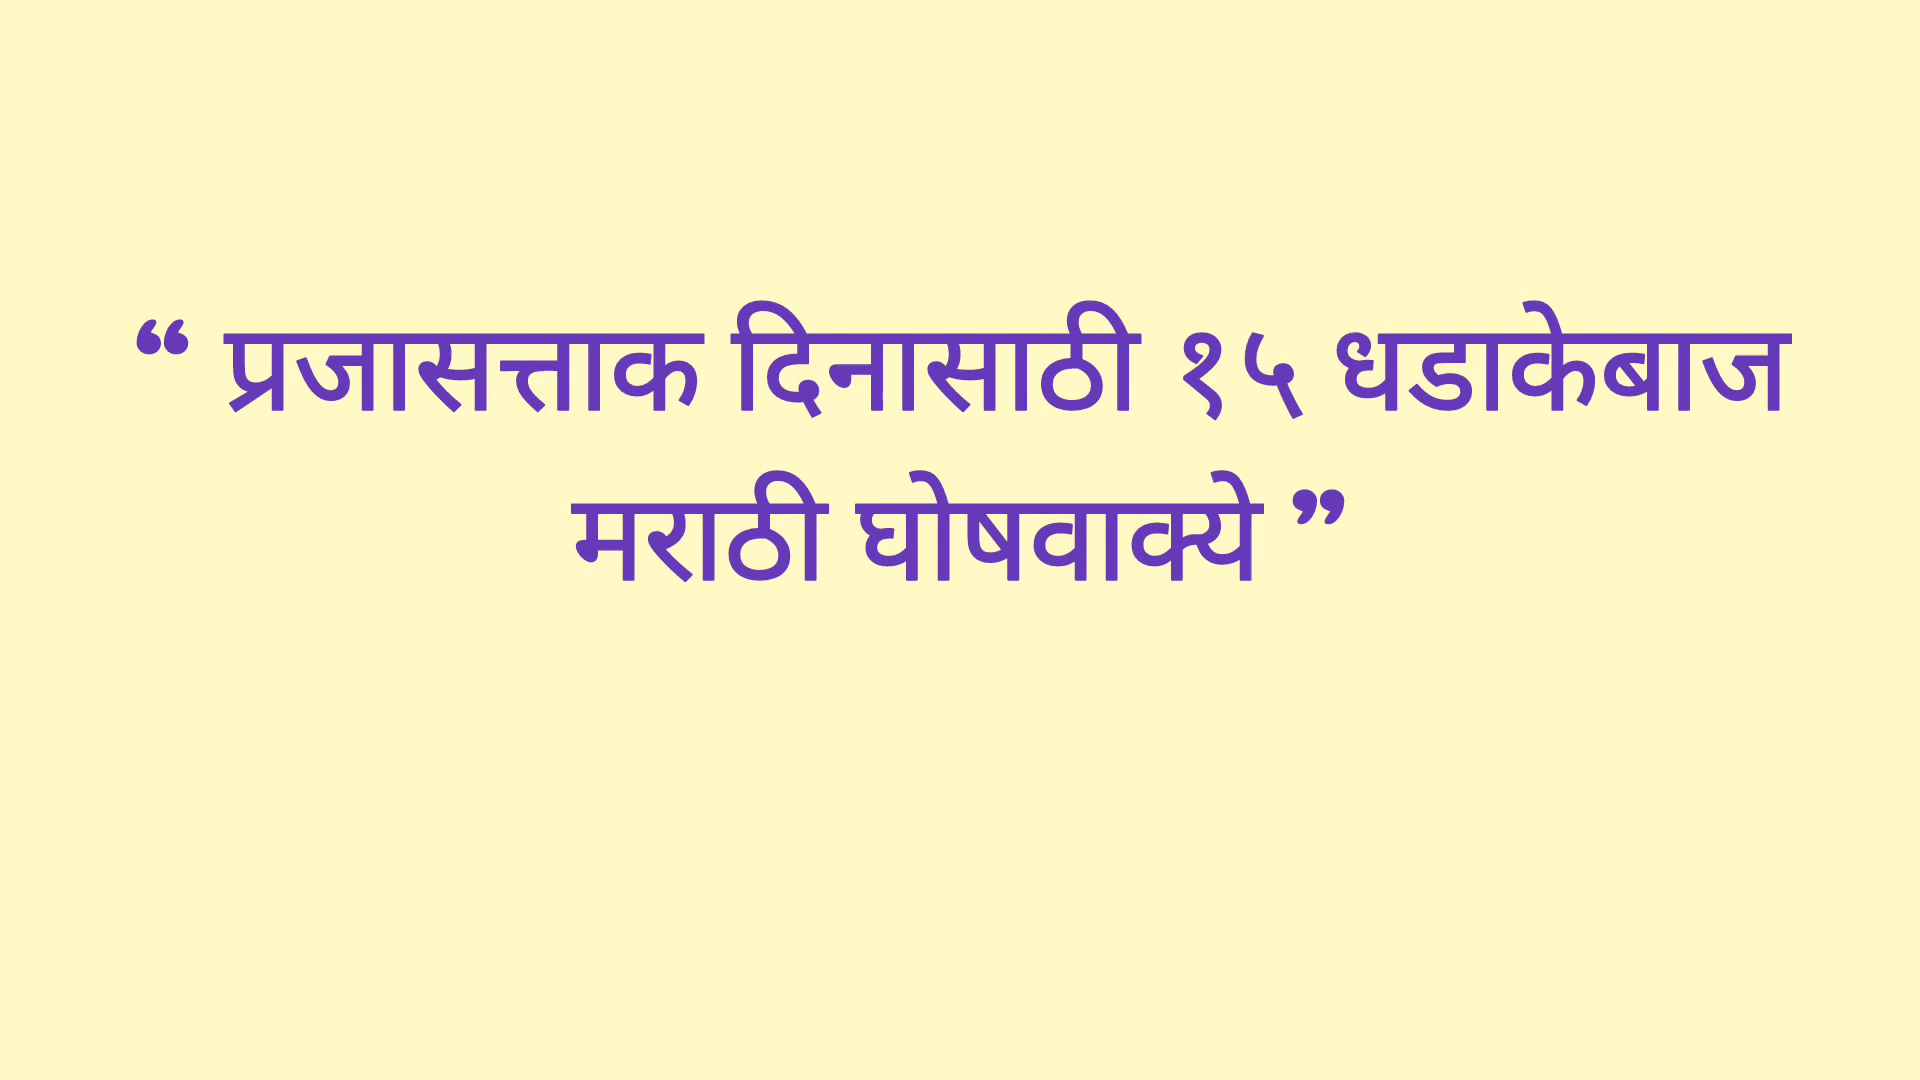 ❝ प्रजासत्ताक दिनासाठी १५ धडाकेबाज
मराठी घोषवाक्ये ❞